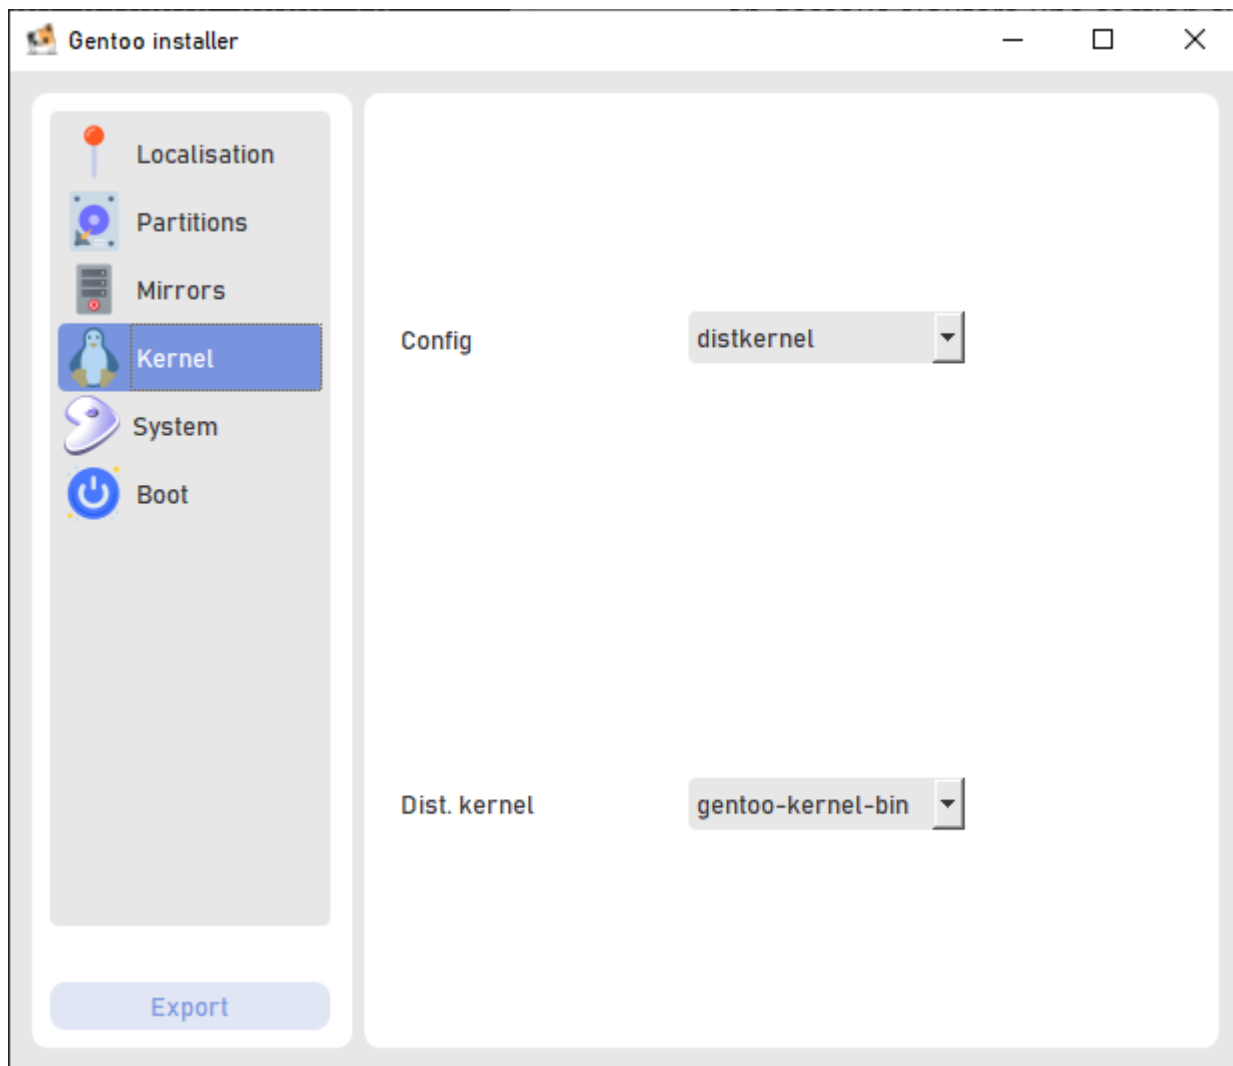 Gentoo installer
Localisation
Partitions
Mirrors
Kernel
System
Boot
Export
Config
distkernel
Dist. kernel
gentoo-kernel-bin